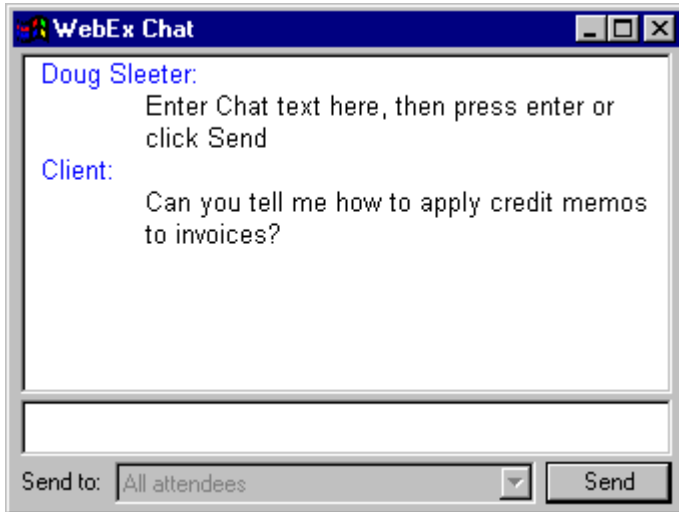 WebEx Chat
Doug Sleeter:
Enter Chat text here, then press enter or
click Send
Client:
Can you tell me how to apply credit memos
to invoices?
Send to: All attendees Send